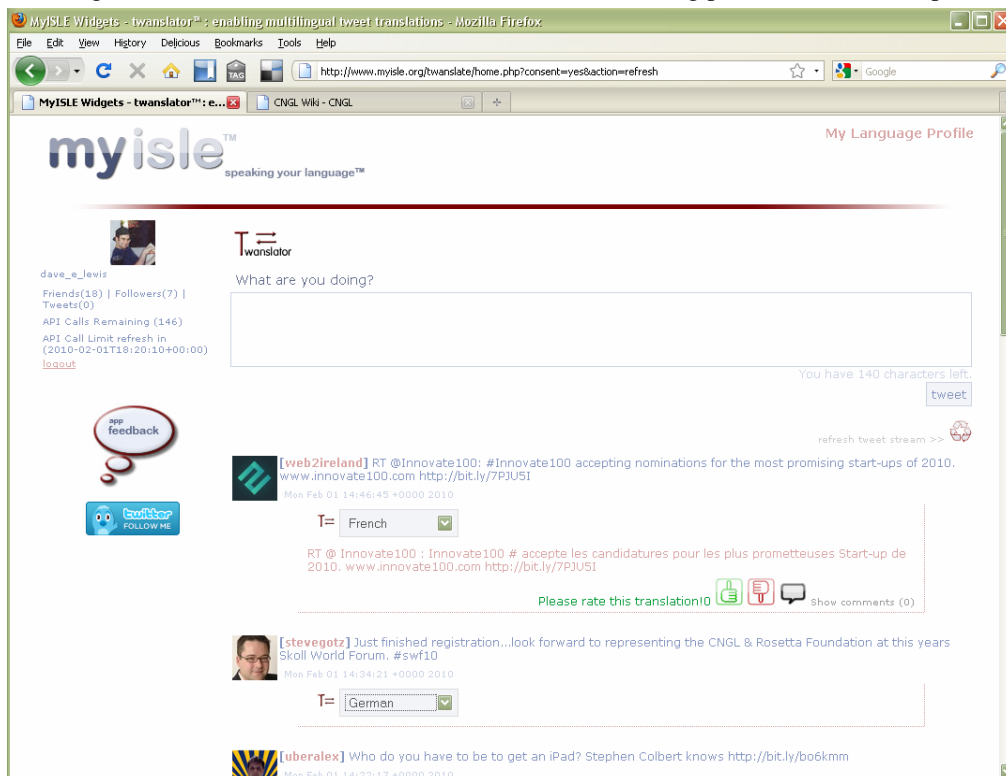 MyISLE Widgets - twanslator™ : enabling multilingual tweet translations - Mozilla Firefox
File Edit View History Delicious Bookmarks Tools Help
TAG http://www.myisle.org/twanslate/home.php?consent=yes&action=refresh Google
MyISLE Widgets - twanslator™: e... CNGL Wiki - CNGL
myisle™
speaking your language™
My Language Profile
Twanslator
dave_e_lewis
What are you doing?
Friends(18) | Followers(7) |
Tweets(0)
API Calls Remaining (146)
API Call Limit refresh in
(2010-02-01T18:20:10+00:00)
logout
You have 140 characters left.
tweet
app
feedback
refresh tweet stream >>
twitter
FOLLOW ME
[web2ireland] RT @Innovate100: #Innovate100 accepting nominations for the most promising start-ups of 2010.
www.innovate100.com http://bit.ly/7PJU5I
Mon Feb 01 14:46:45 +0000 2010
T= French
RT @ Innovate100 : Innovate100 # accepte les candidatures pour les plus prometteuses Start-up de
2010. www.innovate100.com http://bit.ly/7PJU5I
Please rate this translation!0 Show comments (0)
[stevegotz] Just finished registration...look forward to representing the CNGL & Rosetta Foundation at this years
Skoll World Forum. #swf10
Mon Feb 01 14:34:21 +0000 2010
T= German
[uberalex] Who do you have to be to get an iPad? Stephen Colbert knows http://bit.ly/bo6kmm
Mon Feb 01 14:22:17 +0000 2010